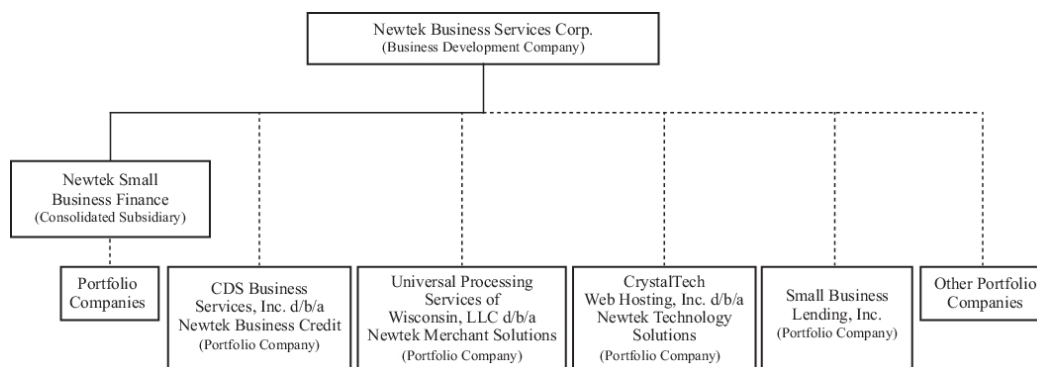 Newtek Business Services Corp.
(Business Development Company)
Newtek Small
Business Finance
(Consolidated Subsidiary)
Portfolio
Companies
CDS Business
Services, Inc. d/b/a
Newtek Business Credit
(Portfolio Company)
Universal Processing
Services of
Wisconsin, LLC d/b/a
Newtek Merchant Solutions
(Portfolio Company)
CrystalTech
Web Hosting, Inc. d/b/a
Newtek Technology
Solutions
(Portfolio Company)
Small Business
Lending, Inc.
(Portfolio Company)
Other Portfolio
Companies